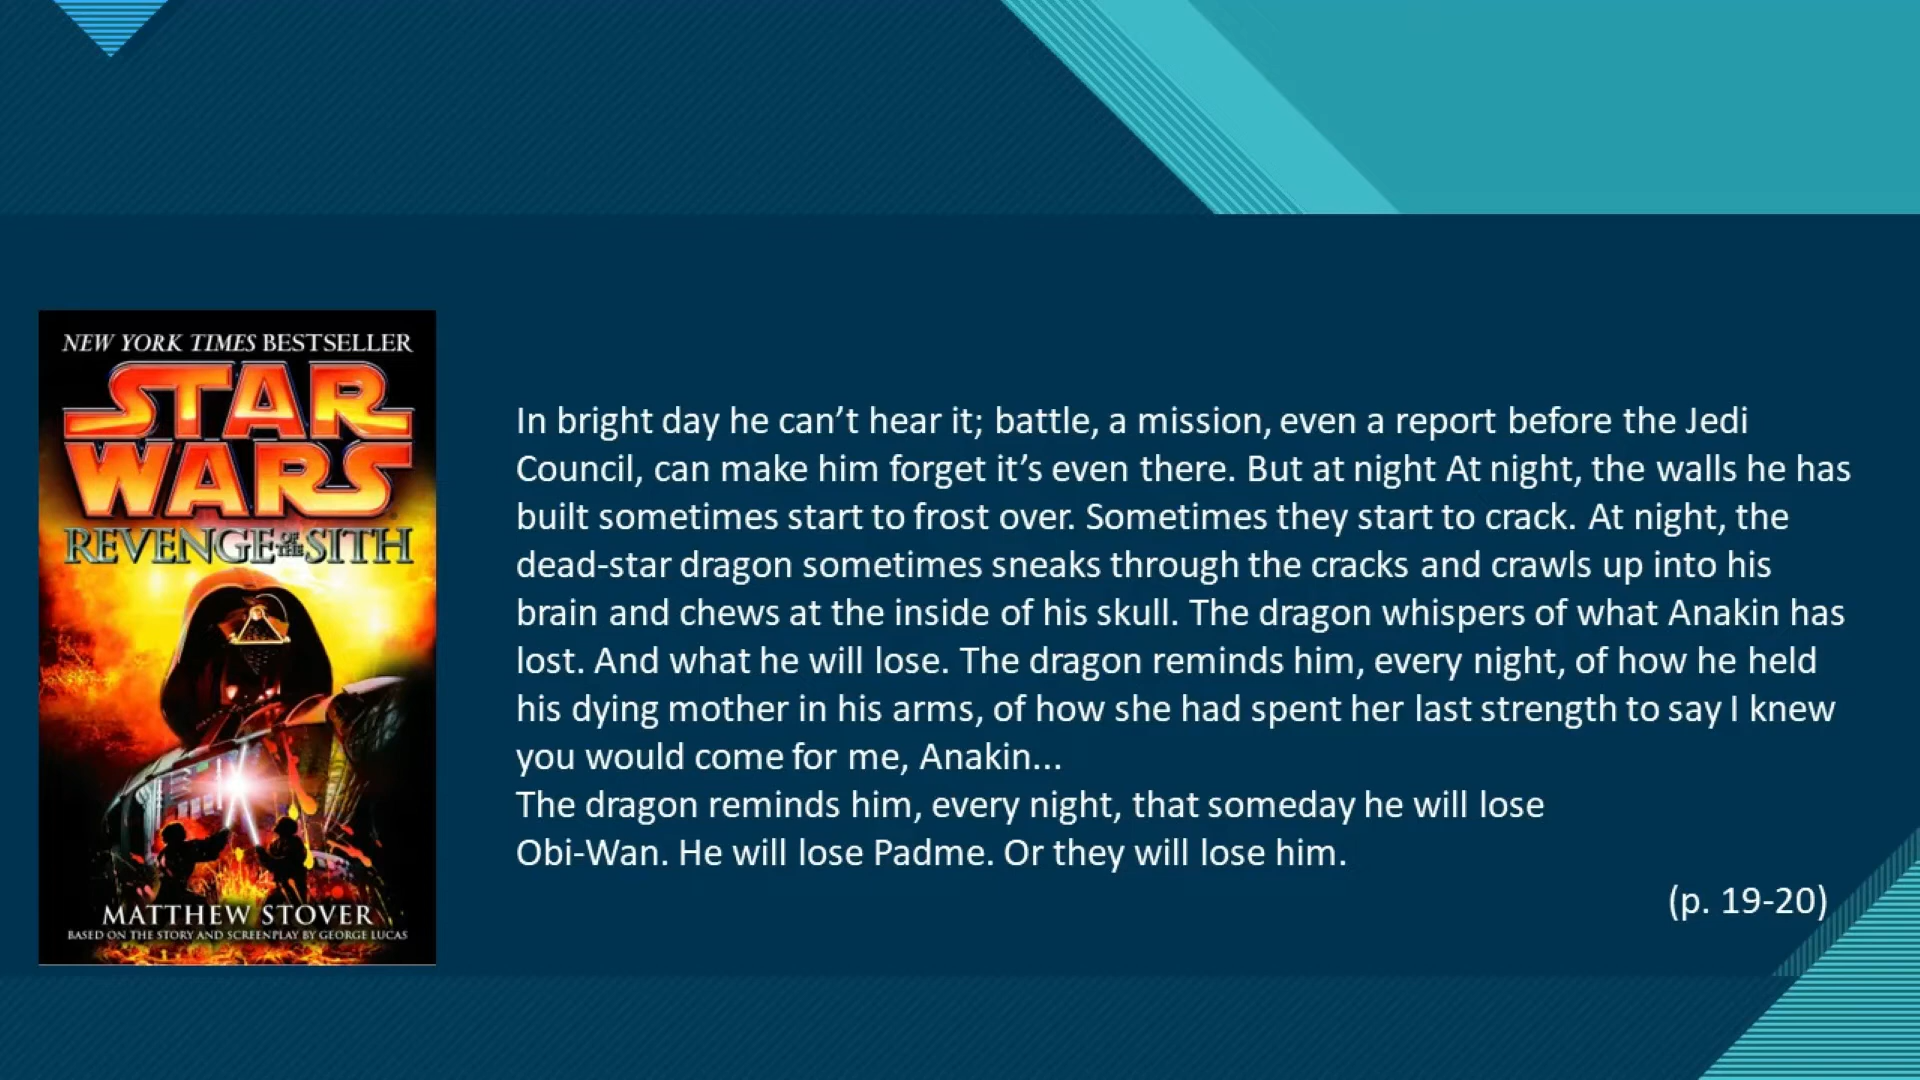 NEW YORK TIMES BESTSELLER
STAR
WARS
REVENGE OF THE SITH
MATTHEW STOVER
BASED ON THE STORY AND SCREENPLAY BY GEORGE LUCAS
In bright day he can’t hear it; battle, a mission, even a report before the Jedi
Council, can make him forget it’s even there. But at night At night, the walls he has
built sometimes start to frost over. Sometimes they start to crack. At night, the
dead-star dragon sometimes sneaks through the cracks and crawls up into his
brain and chews at the inside of his skull. The dragon whispers of what Anakin has
lost. And what he will lose. The dragon reminds him, every night, of how he held
his dying mother in his arms, of how she had spent her last strength to say I knew
you would come for me, Anakin...
The dragon reminds him, every night, that someday he will lose
Obi-Wan. He will lose Padme. Or they will lose him.
(p. 19-20)